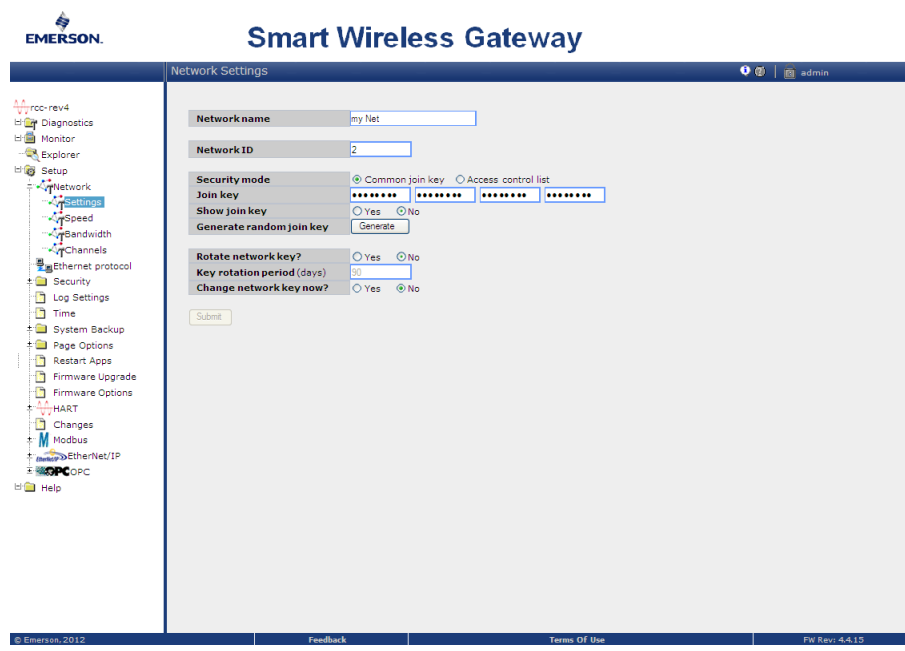 EMERSON.
Smart Wireless Gateway
Network Settings
admin
rcc-rev4
Diagnostics
Monitor
Explorer
Setup
Network
Settings
Speed
Bandwidth
Channels
Ethernet protocol
Security
Log Settings
Time
System Backup
Page Options
Restart Apps
Firmware Upgrade
Firmware Options
HART
Changes
Modbus
EtherNet/IP EtherNet/IP
OPC OPC
Help
Network name my Net
Network ID 2
Security mode Common join key Access control list
Join key •••••••• •••••••• •••••••• ••••••••
Show join key Yes No
Generate random join key Generate
Rotate network key? Yes No
Key rotation period (days) 90
Change network key now? Yes No
Submit
© Emerson, 2012 Feedback Terms Of Use FW Rev: 4.4.15